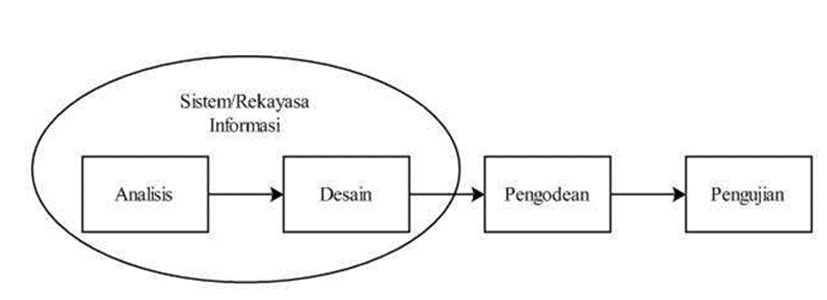 Sistem/Rekayasa
Informasi
Analisis
Desain
Pengodean
Pengujian